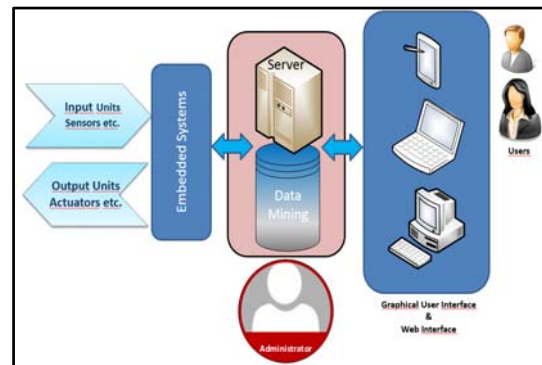 Input Units
Sensors etc.
Output Units
Actuators etc.
Embedded Systems
Server
Data
Mining
Administrator
Users
Graphical User Interface
&
Web Interface